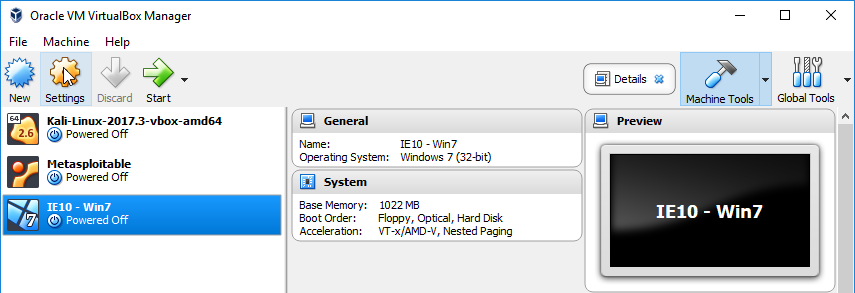 Oracle VM VirtualBox Manager
File Machine Help
New Settings Discard Start Details Machine Tools Global Tools
64
2.6
Kali-Linux-2017.3-vbox-amd64
Powered Off
Metasploitable
Powered Off
7
IE10 - Win7
Powered Off
General
Name: IE10 - Win7
Operating System: Windows 7 (32-bit)
System
Base Memory: 1022 MB
Boot Order: Floppy, Optical, Hard Disk
Acceleration: VT-x/AMD-V, Nested Paging
Preview
IE10 - Win7